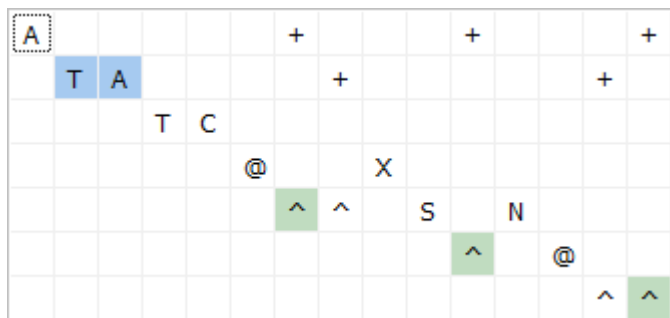 A + + +
T A + +
T C
@ X
^ ^ S N
^ @
^ ^